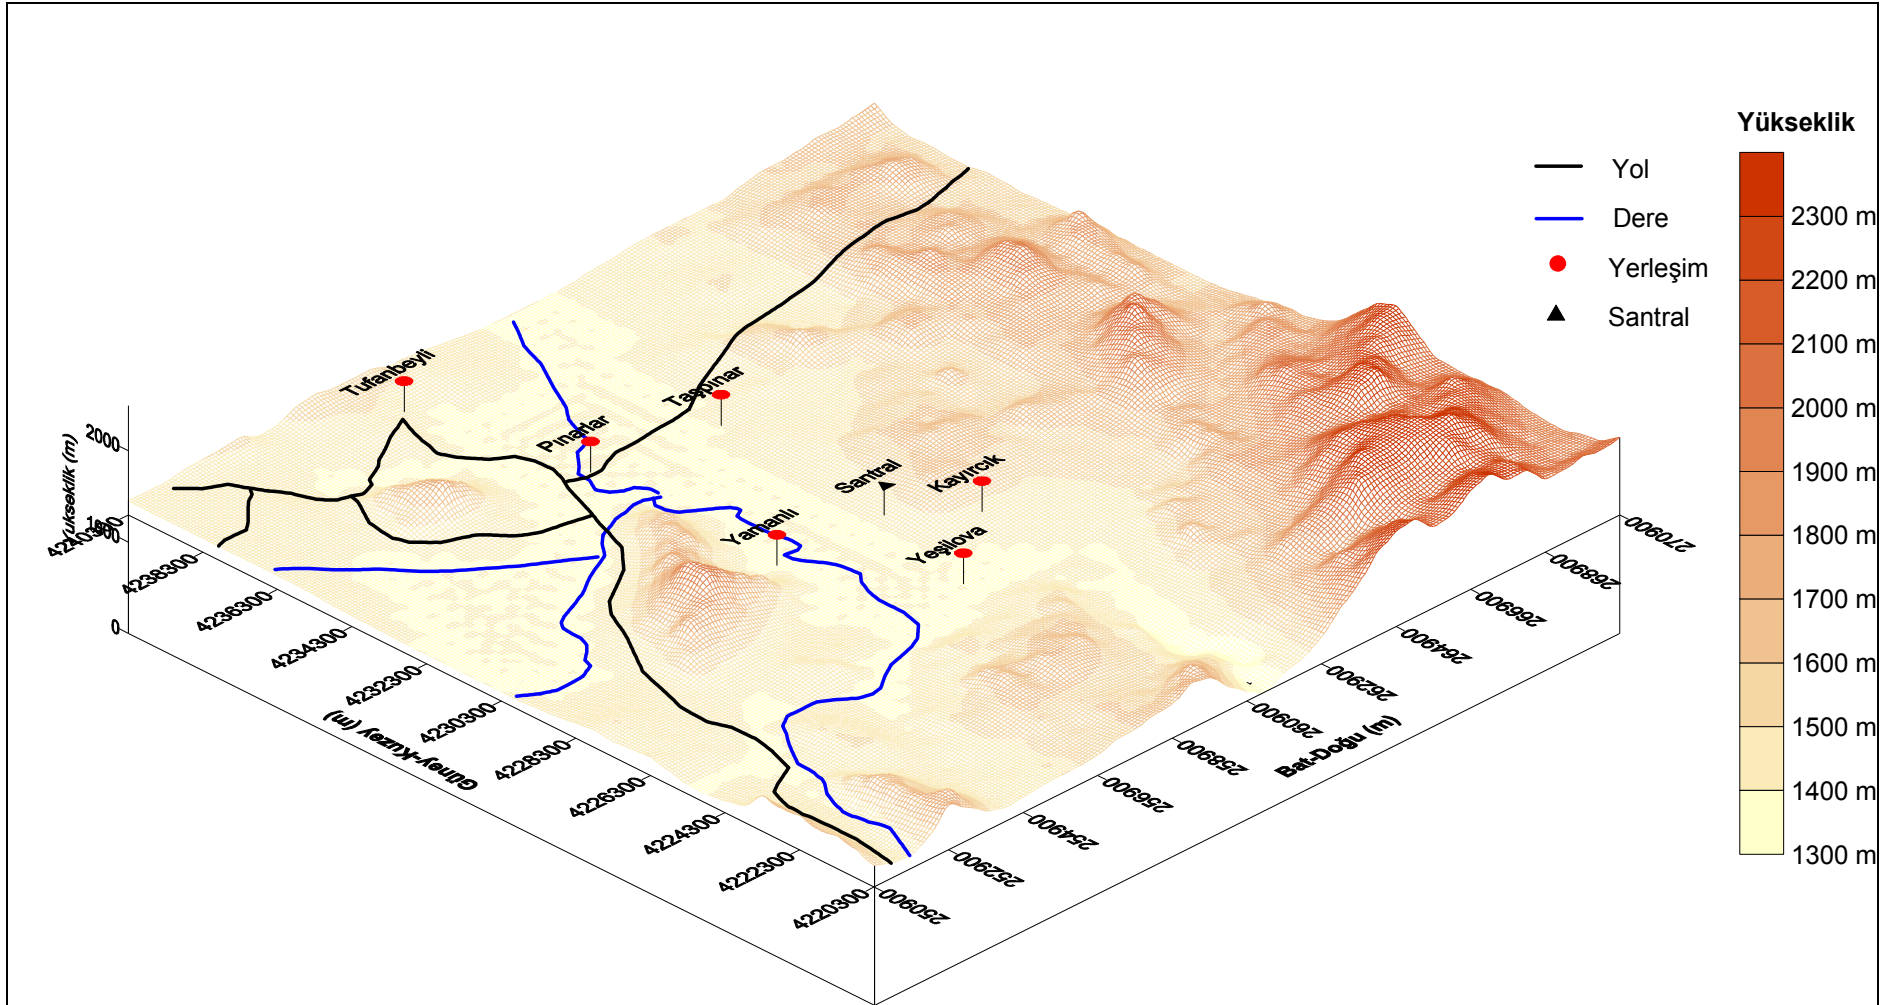 Yükseklik
Yol
Dere
Yerleşim
Santral
2300 m
2200 m
2100 m
2000 m
1900 m
1800 m
1700 m
1600 m
1500 m
1400 m
1300 m
Tufanbeyli
Taşpınar
Pınarlar
Santral
Kayırcık
Yamanlı
Yeşilova
Yükseklik (m)
2000
0
4240300
4238300
4236300
4234300
4232300
4230300
4228300
4226300
4224300
4222300
4220300
Güney-Kuzey (m)
250900
252900
254900
256900
258900
260900
262900
264900
266900
268900
270900
Bat-Doğu (m)